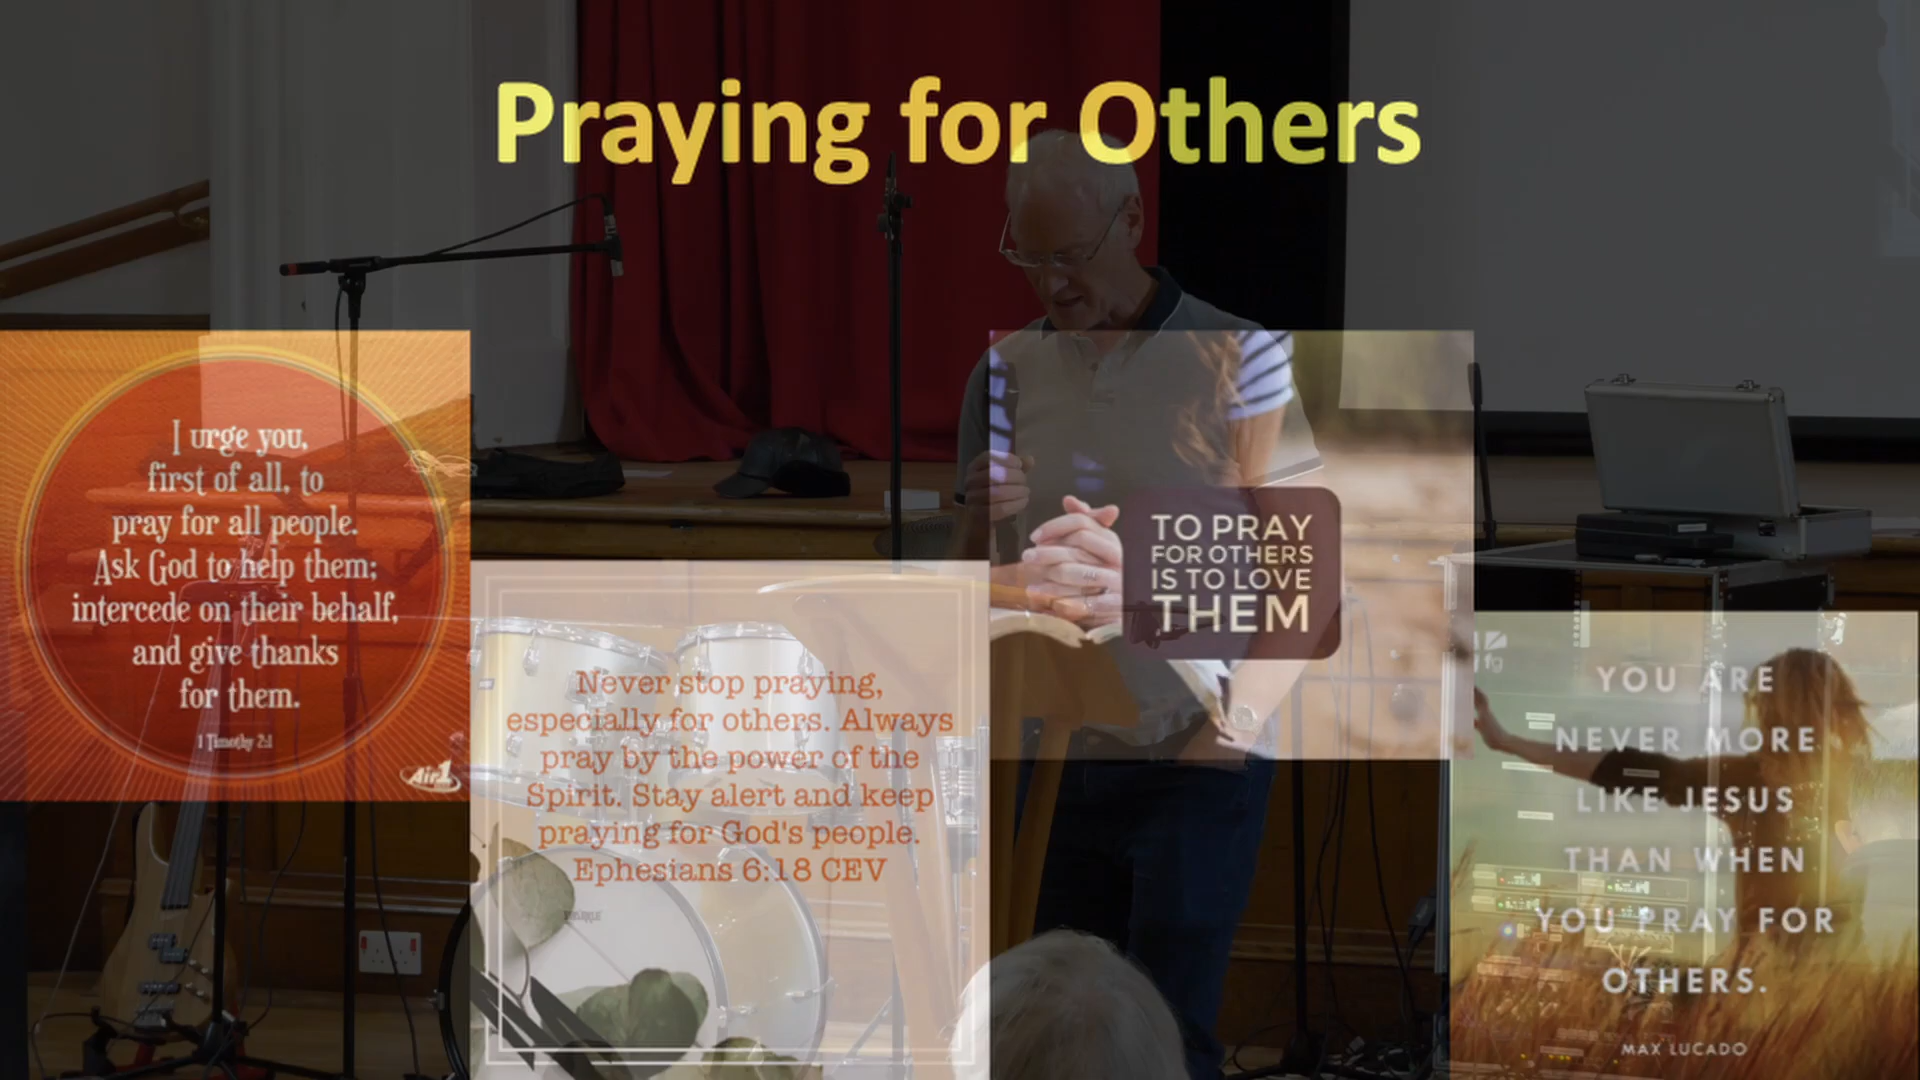 Praying for Others
I urge you,
first of all, to
pray for all people.
Ask God to help them;
intercede on their behalf,
and give thanks
for them.
1 Timothy 2:1
Air1
Never stop praying,
especially for others. Always
pray by the power of the
Spirit. Stay alert and keep
praying for God's people.
Ephesians 6:18 CEV
TO PRAY
FOR OTHERS
IS TO LOVE
THEM
fg
YOU ARE
NEVER MORE
LIKE JESUS
THAN WHEN
YOU PRAY FOR
OTHERS.
MAX LUCADO